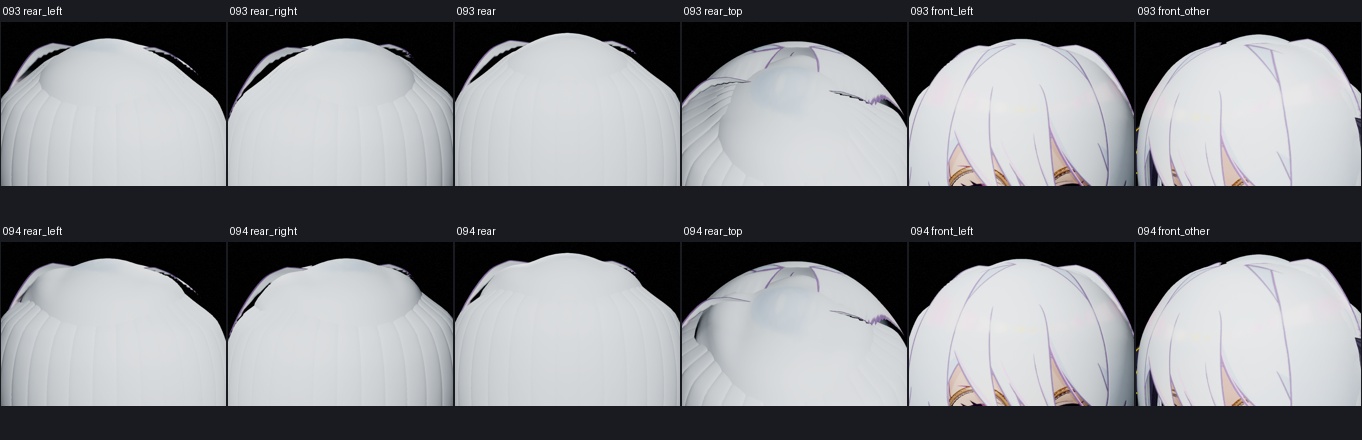 093 rear_left
093 rear_right
093 rear
093 rear_top
093 front_left
093 front_other
094 rear_left
094 rear_right
094 rear
094 rear_top
094 front_left
094 front_other